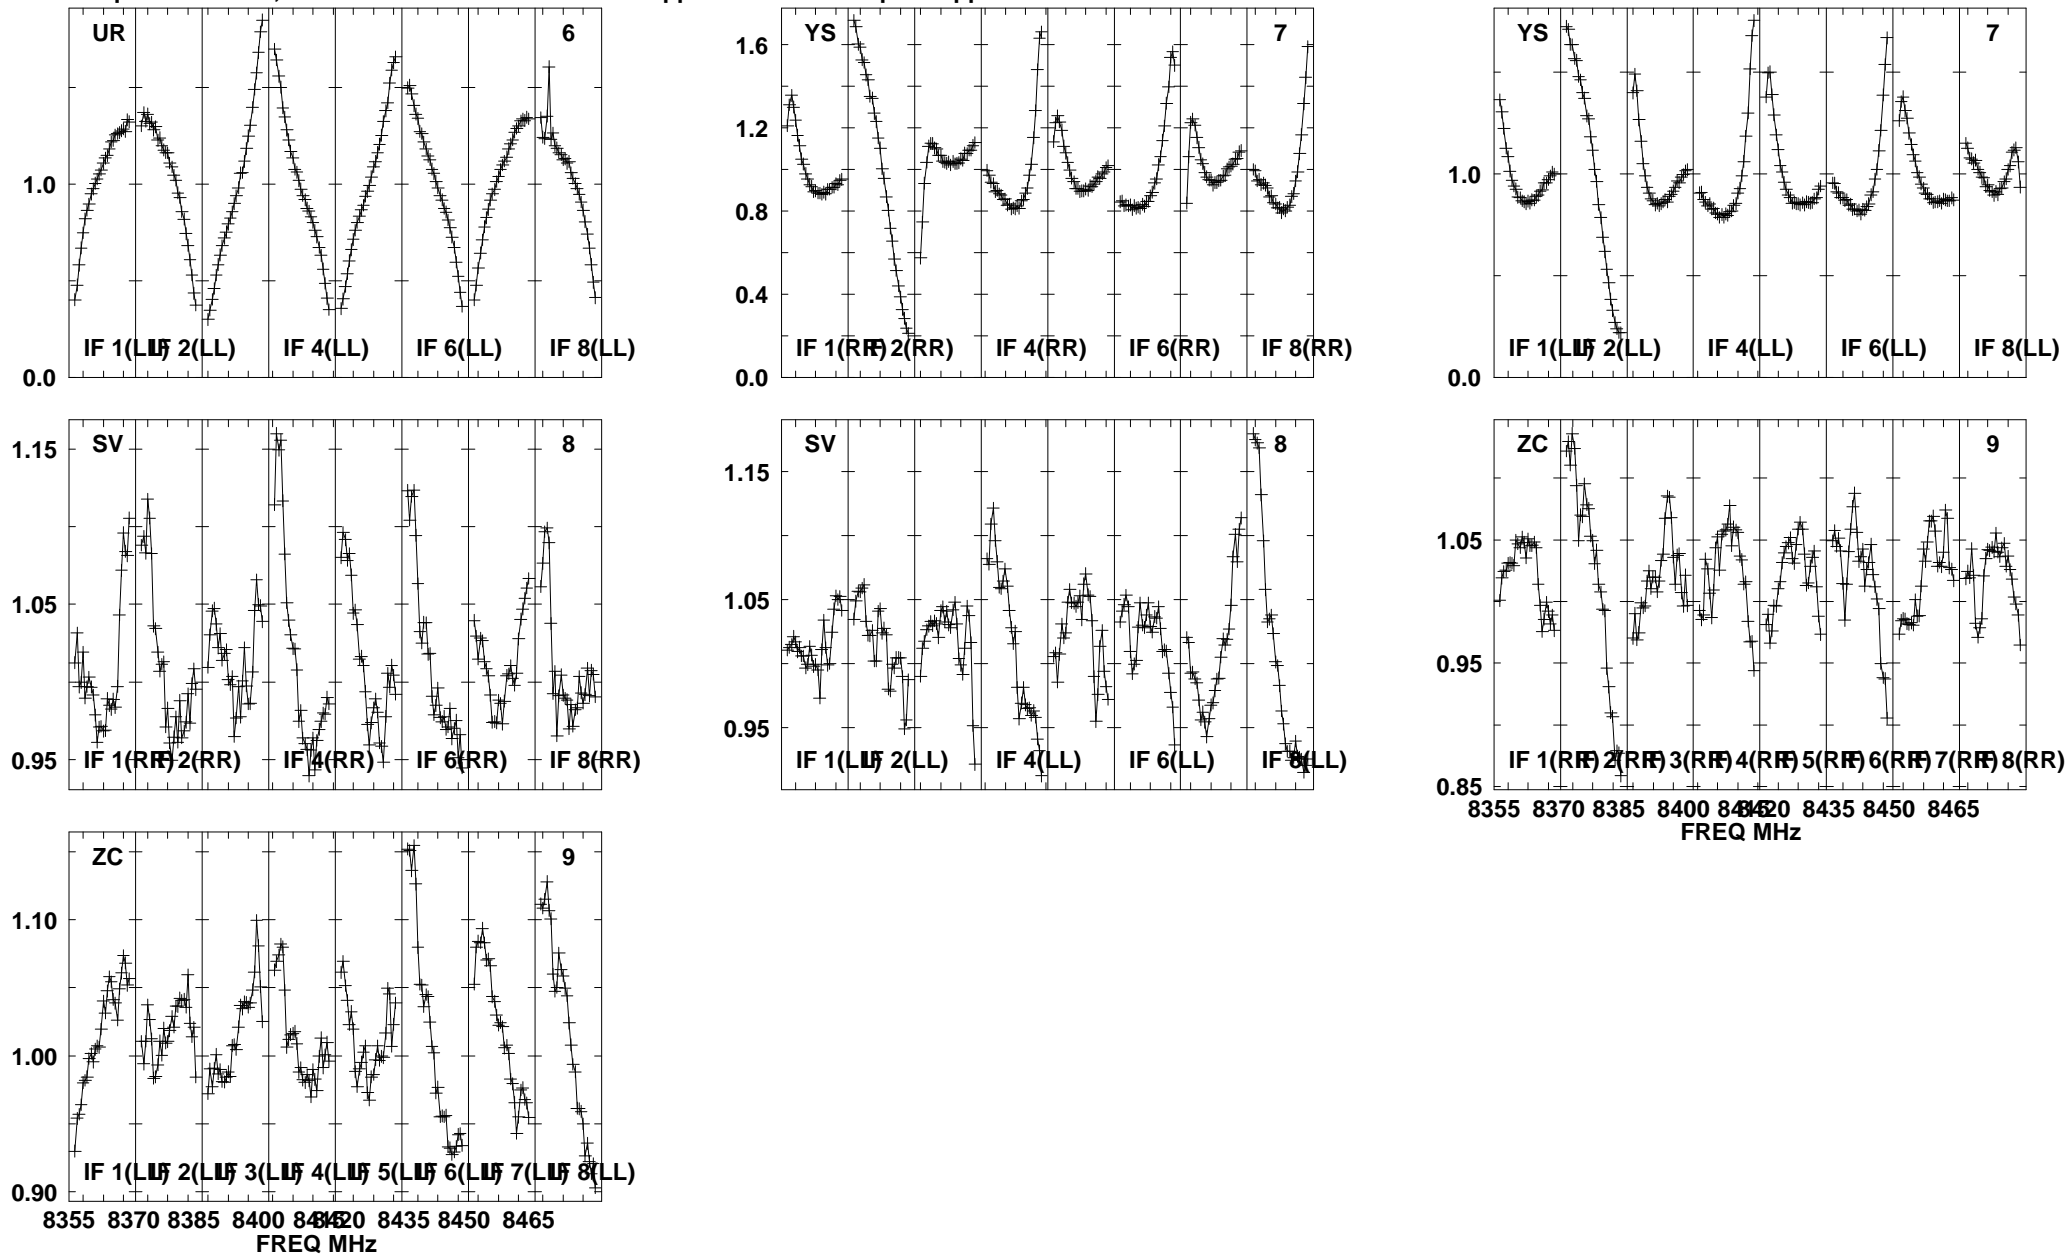 UR 6
1.0
0.0
IF 1(LL) IF 2(LL) IF 4(LL) IF 6(LL) IF 8(LL)
YS 7
1.6
1.2
0.8
0.4
0.0
IF 1(RR) IF 2(RR) IF 4(RR) IF 6(RR) IF 8(RR)
YS 7
1.0
0.0
IF 1(LL) IF 2(LL) IF 4(LL) IF 6(LL) IF 8(LL)
SV 8
1.15
1.05
0.95
IF 1(RR) IF 2(RR) IF 4(RR) IF 6(RR) IF 8(RR)
SV 8
1.15
1.05
0.95
IF 1(LL) IF 2(LL) IF 4(LL) IF 6(LL) IF 8(LL)
ZC 9
1.05
0.95
0.85
IF 1(RR) IF 2(RR) IF 3(RR) IF 4(RR) IF 5(RR) IF 6(RR) IF 7(RR) IF 8(RR)
8355 8370 8385 8400 8415 8420 8435 8450 8465
FREQ MHz
ZC 9
1.10
1.00
0.90
IF 1(LL) IF 2(LL) IF 3(LL) IF 4(LL) IF 5(LL) IF 6(LL) IF 7(LL) IF 8(LL)
8355 8370 8385 8400 8415 8420 8435 8450 8465
FREQ MHz